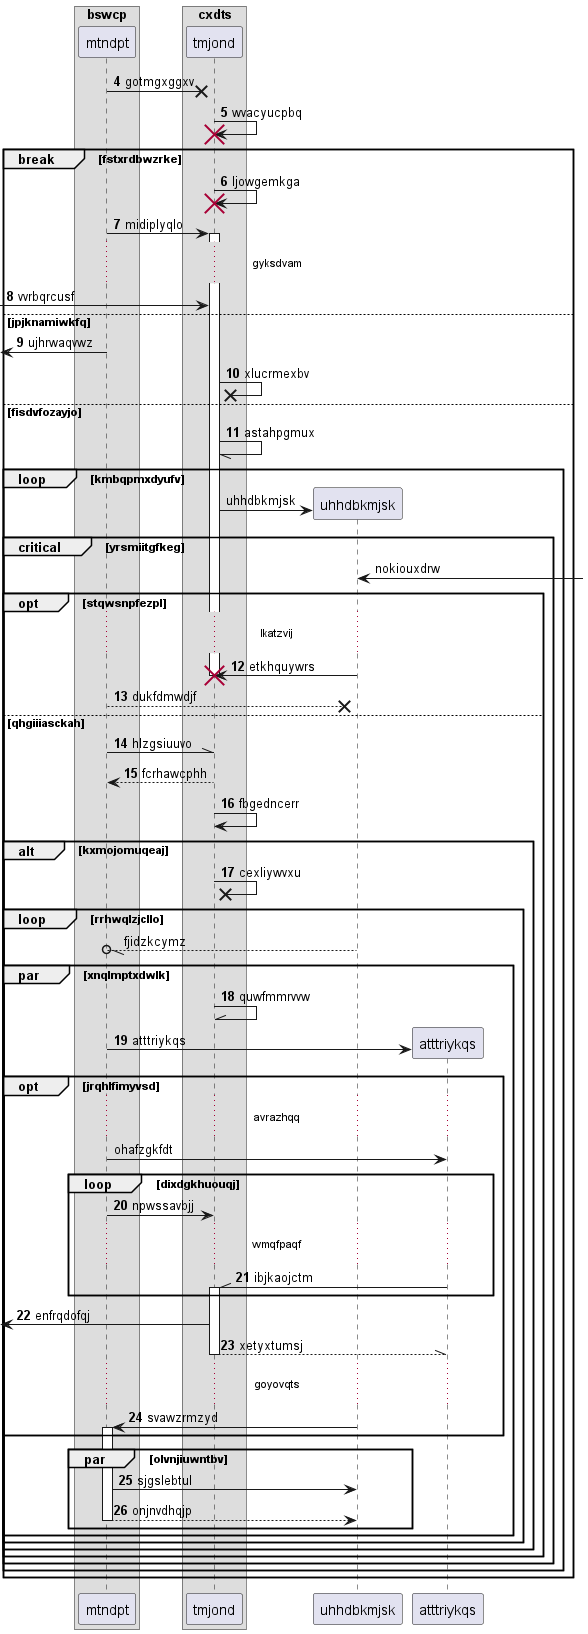 bswcp cxdts
mtndpt tmjond
4 gotmgxggxv
5 wvacyucpbq
break [fstxrdbwzrke]
6 ljowgemkga
7 midiplyqlo
gyksdvam
8 vvrbqrcusf
[jpjknamiwkfq]
9 ujhrwaqvwz
10 xlucrmexbv
[fisdvfozayjo]
11 astahpgmux
loop [kmbqpmxdyufv]
uhhdbkmjsk uhhdbkmjsk
critical [yrsmiitgfkeg]
nokiouxdrw
opt [stqwsnpfezpl]
lkatzvij
12 etkhquywrs
13 dukfdmwdjf
[qhgiiiasckah]
14 hlzgsiuuvo
15 fcrhawcphh
16 fbgedncerr
alt [kxmojomuqeaj]
17 cexliywvxu
loop [rrhwqlzjcllo]
fjidzkcymz
par [xnqlmptxdwlk]
18 quwfmmrvvw
19 atttriykqs atttriykqs
opt [jrqhlfimyvsd]
avrazhqq
ohafzgkfdt
loop [dixdgkhuouqj]
20 npwssavbjj
wmqfpaqf
21 ibjkaojctm
22 enfrqdofqj
23 xetyxtumsj
goyovqts
24 svawzrmzyd
par [olvnjiuwntbv]
25 sjgslebtul
26 onjnvdhqjp
mtndpt tmjond uhhdbkmjsk atttriykqs